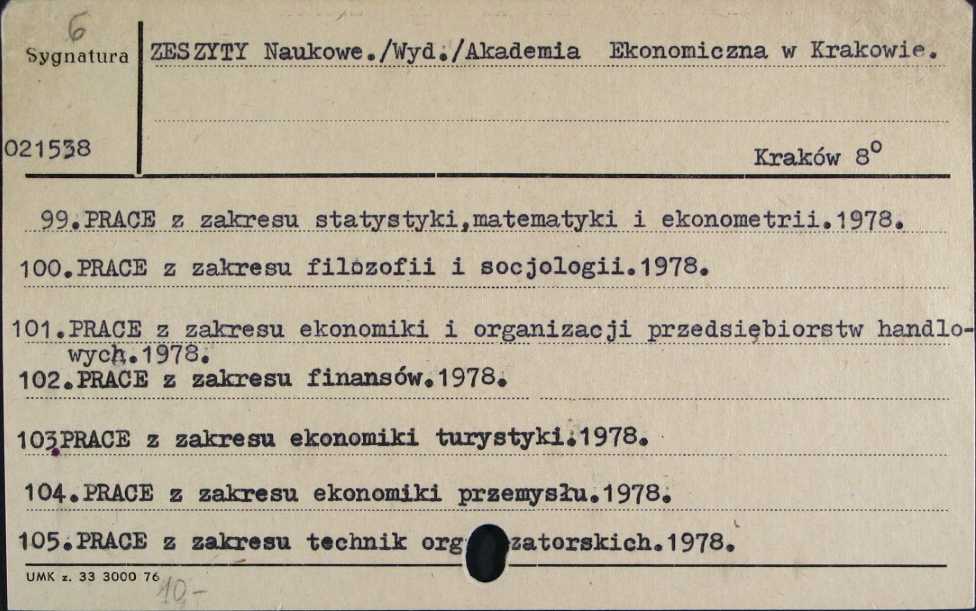 6
Sygnatura
ZESZYTY Naukowe./Wyd./Akademia Ekonomiczna w Krakowie.
021538
Kraków 8°
99.PRACE z zakresu statystyki,matematyki i ekonometrii.1978.
100.PRACE z zakresu filozofii i socjologii.1978.
101.PRACE z zakresu ekonomiki i organizacji przedsiębiorstw handlo-
wych.1978.
102.PRACE z zakresu finansów.1978.
103.PRACE z zakresu ekonomiki turystyki.1978.
104.PRACE z zakresu ekonomiki przemysłu.1978.
105.PRACE z zakresu technik org zatorskich.1978.
UMK z. 33 3000 76
10,-